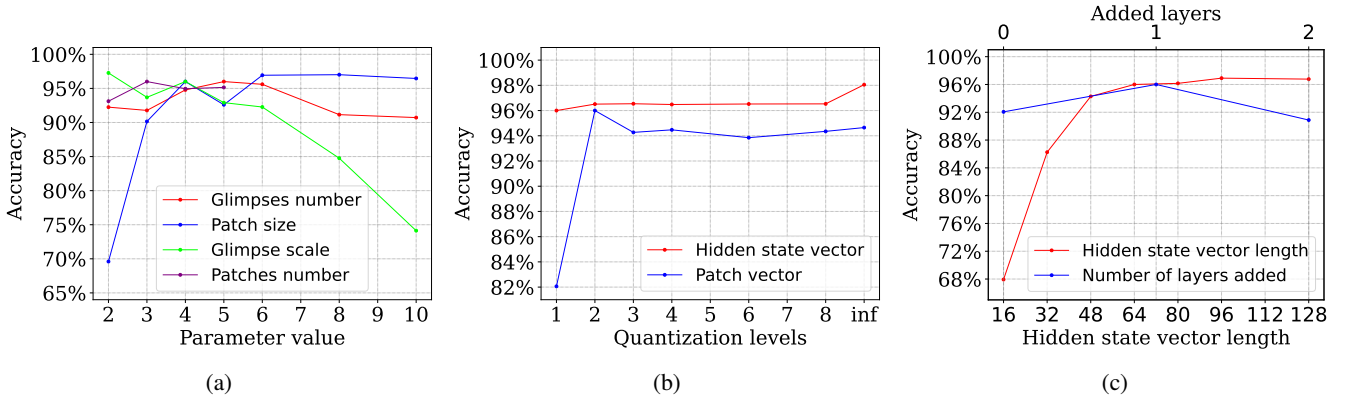 100%
95%
90%
85%
80%
75%
70%
65%
Accuracy
Glimpses number
Patch size
Glimpse scale
Patches number
2 3 4 5 6 7 8 9 10
Parameter value
(a)
100%
98%
96%
94%
92%
90%
98%
86%
84%
82%
Accuracy
Hidden state vector
Patch vector
1 2 3 4 5 6 7 8 inf
Quantization levels
(b)
Added layers
0 1 2
100%
96%
92%
88%
84%
80%
76%
72%
68%
Accuracy
Hidden state vector length
Number of layers added
16 32 48 64 80 96 112 128
Hidden state vector length
(c)